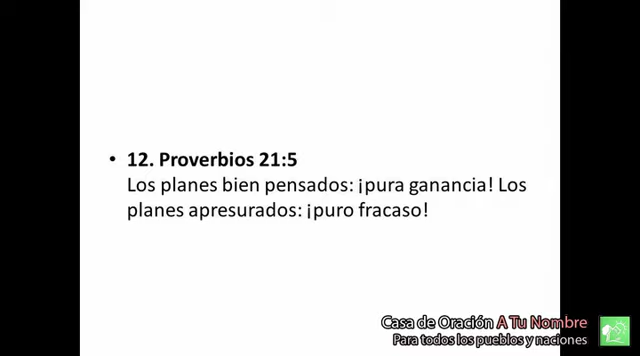 • 12. Proverbios 21:5
Los planes bien pensados: ¡pura ganancia! Los
planes apresurados: ¡puro fracaso!
Casa de Oración A Tu Nombre
Para todos los pueblos y naciones